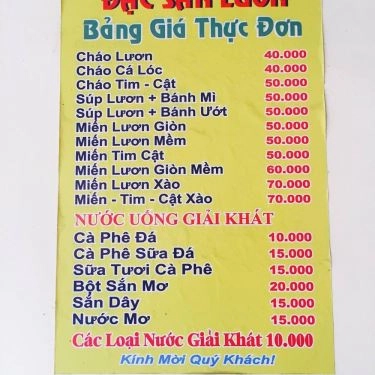 ĐẶC SẢN LƯƠN
Bảng Giá Thực Đơn
Cháo Lươn 40.000
Cháo Cá Lóc 40.000
Cháo Tim - Cật 50.000
Súp Lươn + Bánh Mì 50.000
Súp Lươn + Bánh Ướt 50.000
Miến Lươn Giòn 50.000
Miến Lươn Mềm 50.000
Miến Tim Cật 50.000
Miến Lươn Giòn Mềm 60.000
Miến Lươn Xào 70.000
Miến - Tim - Cật Xào 70.000
NƯỚC UỐNG GIẢI KHÁT
Cà Phê Đá 10.000
Cà Phê Sữa Đá 15.000
Sữa Tươi Cà Phê 15.000
Bột Sắn Mơ 20.000
Sắn Dây 15.000
Nước Mơ 15.000
Các Loại Nước Giải Khát 10.000
Kính Mời Quý Khách!